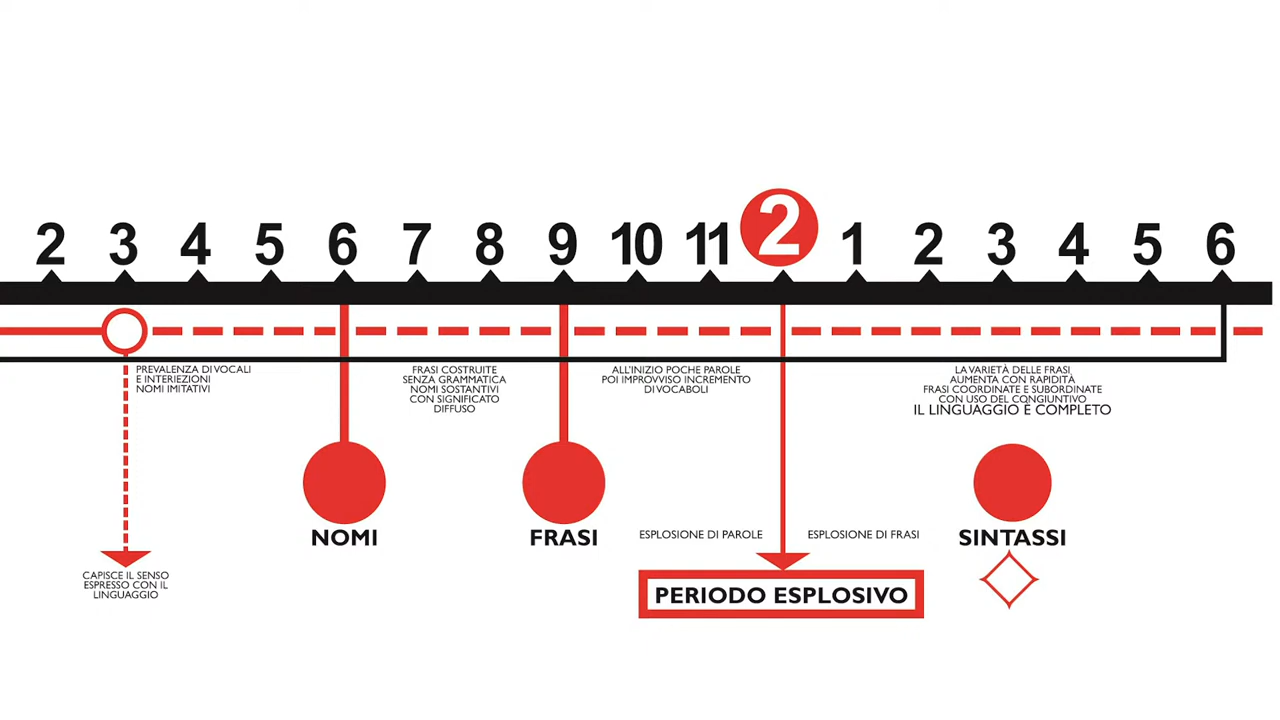 2 3 4 5 6 7 8 9 10 11 2 1 2 3 4 5 6
PREVALENZA DI VOCALI
E INTERIEZIONI
NOMI IMITATIVI
FRASI COSTRUITE
SENZA GRAMMATICA
NOMI SOSTANTIVI
CON SIGNIFICATO
DIFFUSO
ALL'INIZIO POCHE PAROLE
POI IMPROVVISO INCREMENTO
DI VOCABOLI
LA VARIETÀ DELLE FRASI
AUMENTA CON RAPIDITÀ
FRASI COORDINATE E SUBORDINATE
CON USO DEL CONGIUNTIVO
IL LINGUAGGIO È COMPLETO
NOMI
FRASI
ESPLOSIONE DI PAROLE
ESPLOSIONE DI FRASI
SINTASSI
CAPISCE IL SENSO
ESPRESSO CON IL
LINGUAGGIO
PERIODO ESPLOSIVO